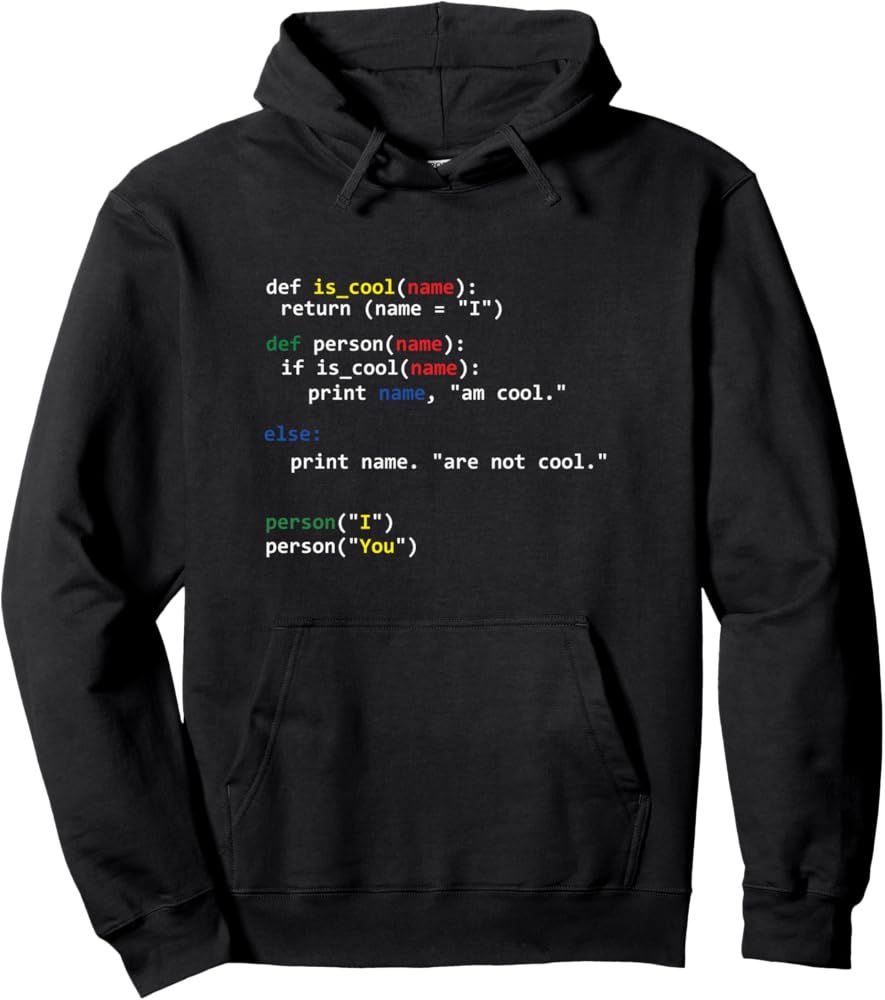 def is_cool(name):
return (name = "I")
def person(name):
if is_cool(name):
print name, "am cool."
else:
print name. "are not cool."
person("I")
person("You")